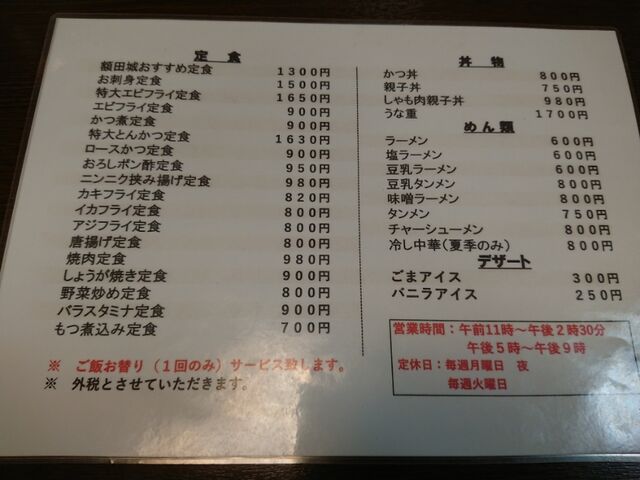 定 食
額田城おすすめ定食 1300円
お刺身定食 1500円
特大エビフライ定食 1650円
エビフライ定食 900円
かつ煮定食 900円
特大とんかつ定食 1630円
ロースかつ定食 900円
おろしポン酢定食 950円
ニンニク挟み揚げ定食 980円
カキフライ定食 820円
イカフライ定食 800円
アジフライ定食 800円
唐揚げ定食 800円
焼肉定食 980円
しょうが焼き定食 900円
野菜炒め定食 800円
バラスタミナ定食 900円
もつ煮込み定食 700円
※ ご飯お替り（1回のみ）サービス致します。
※ 外税とさせていただきます。
丼 物
かつ丼 800円
親子丼 750円
しゃも肉親子丼 980円
うな重 1700円
めん類
ラーメン 600円
塩ラーメン 600円
豆乳ラーメン 600円
豆乳タンメン 800円
味噌ラーメン 800円
タンメン 750円
チャーシューメン 800円
冷し中華（夏季のみ） 800円
デザート
ごまアイス 300円
バニラアイス 250円
営業時間：午前11時～午後２時30分
午後５時～午後９時
定休日：毎週月曜日 夜
毎週火曜日